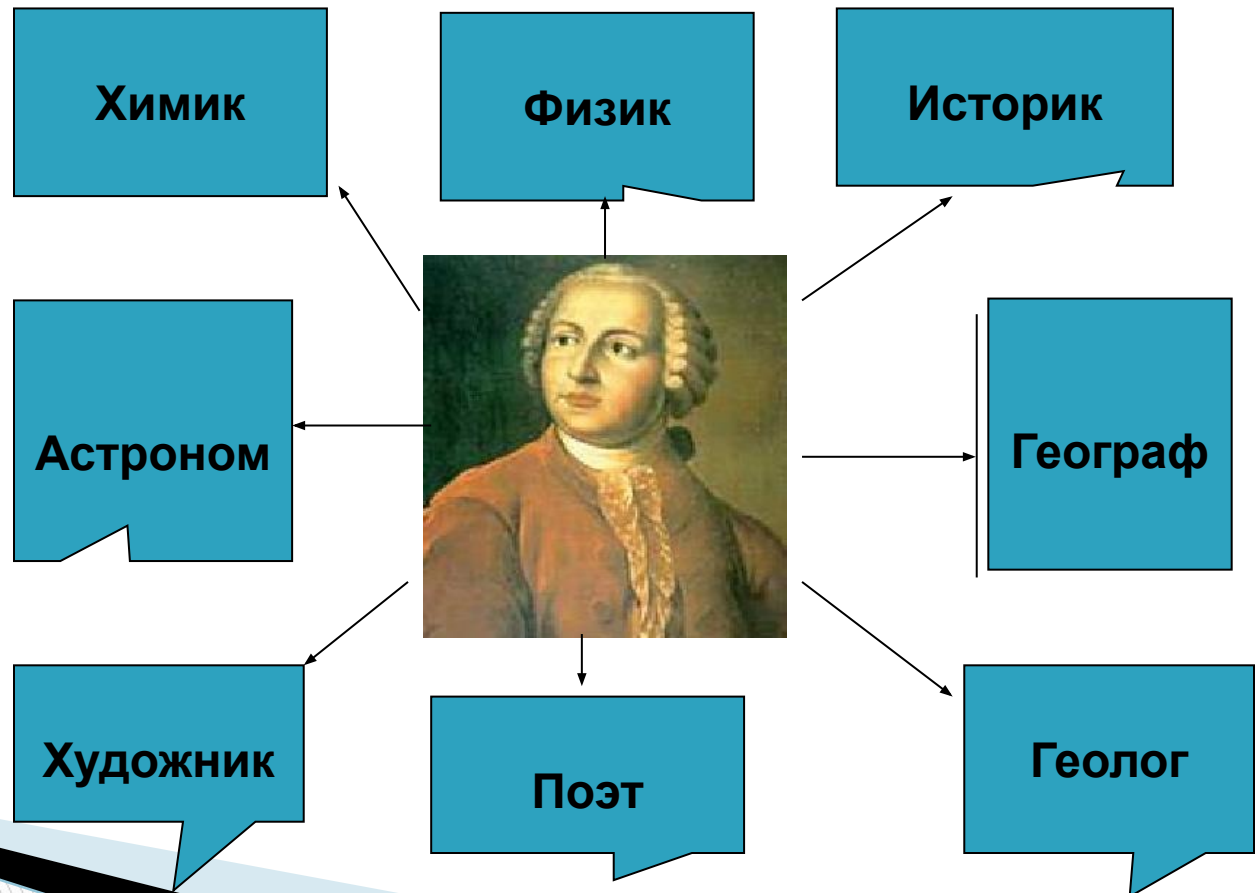 Химик
Физик
Историк
Астроном
Географ
Художник
Поэт
Геолог